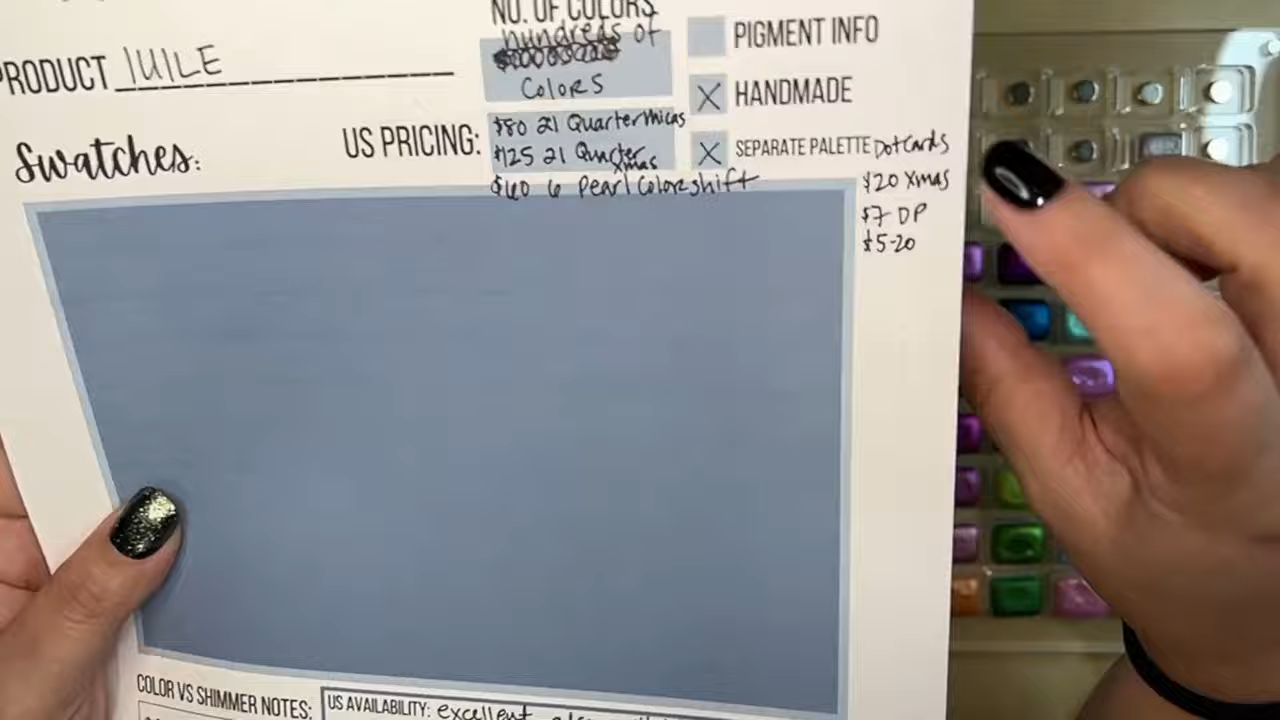 NO. OF COLORS
hundreds of
Colors
PRODUCT IUILE
PIGMENT INFO
X HANDMADE
X SEPARATE PALETTE
Swatches:
US PRICING:
$80 21 Quarter Micas
$125 21 Quarter Xmas
$60 6 Pearl Colorshift
Dot Cards
$20 Xmas
$7 DP
$5-20
COLOR VS SHIMMER NOTES:
US AVAILABILITY: excellent